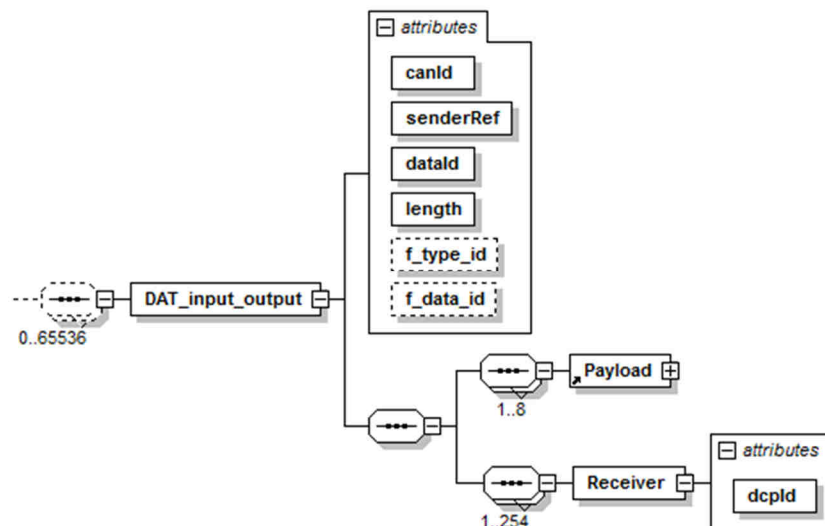 attributes
canId
senderRef
dataId
length
f_type_id
f_data_id
DAT_input_output
0..65536
Payload
1..8
attributes
Receiver
dcpId
1..254